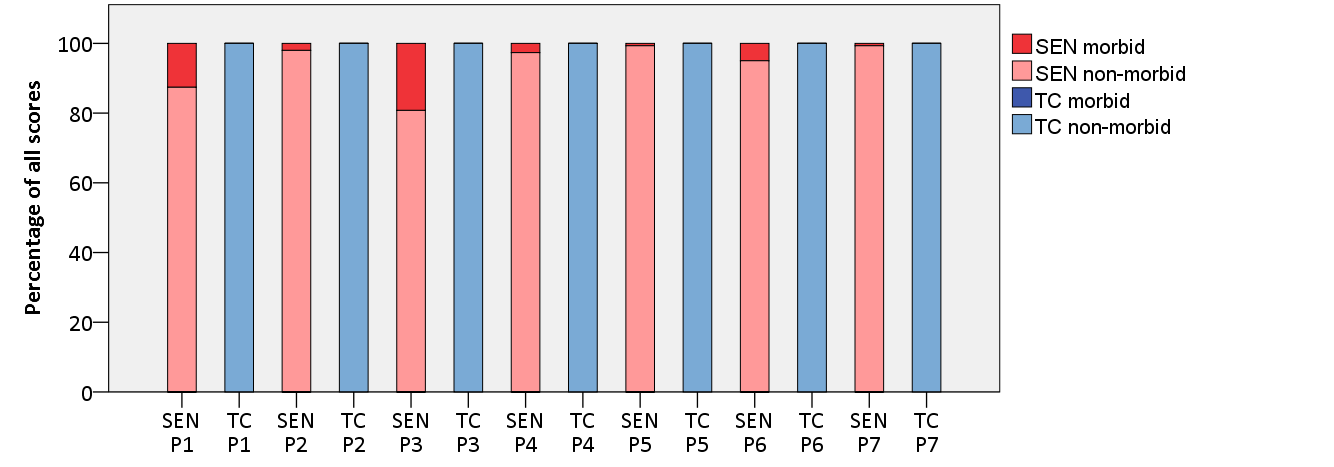 Percentage of all scores
100
80
60
40
20
0
SEN P1
TC P1
SEN P2
TC P2
SEN P3
TC P3
SEN P4
TC P4
SEN P5
TC P5
SEN P6
TC P6
SEN P7
TC P7
SEN morbid
SEN non-morbid
TC morbid
TC non-morbid